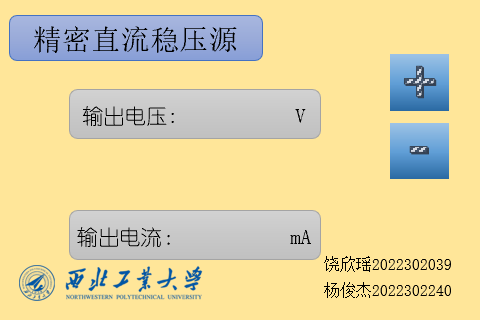 精密直流稳压源
输出电压: V
输出电流: mA
西北工业大学
NORTHWESTERN POLYTECHNICAL UNIVERSITY
饶欣瑶2022302039
杨俊杰2022302240